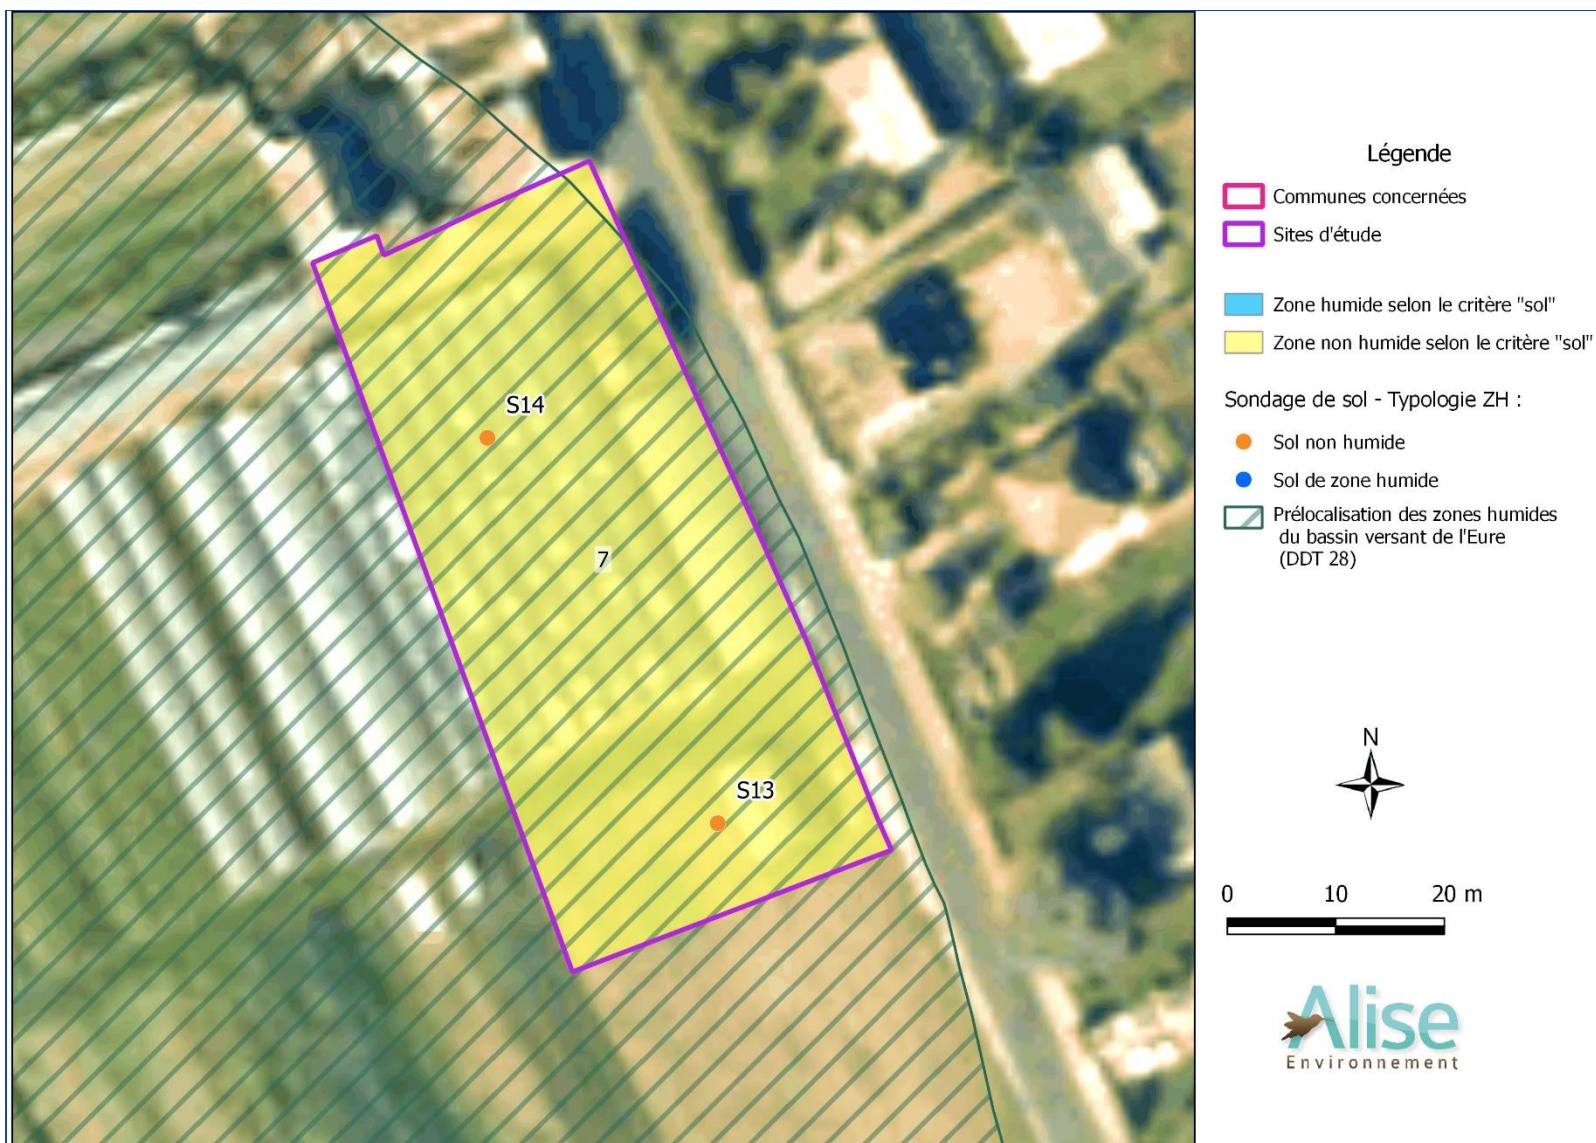 S14
7
S13
Légende
Communes concernées
Sites d'étude
Zone humide selon le critère "sol"
Zone non humide selon le critère "sol"
Sondage de sol - Typologie ZH :
Sol non humide
Sol de zone humide
Prélocalisation des zones humides
du bassin versant de l'Eure
(DDT 28)
N
0 10 20 m
Alise
Environnement